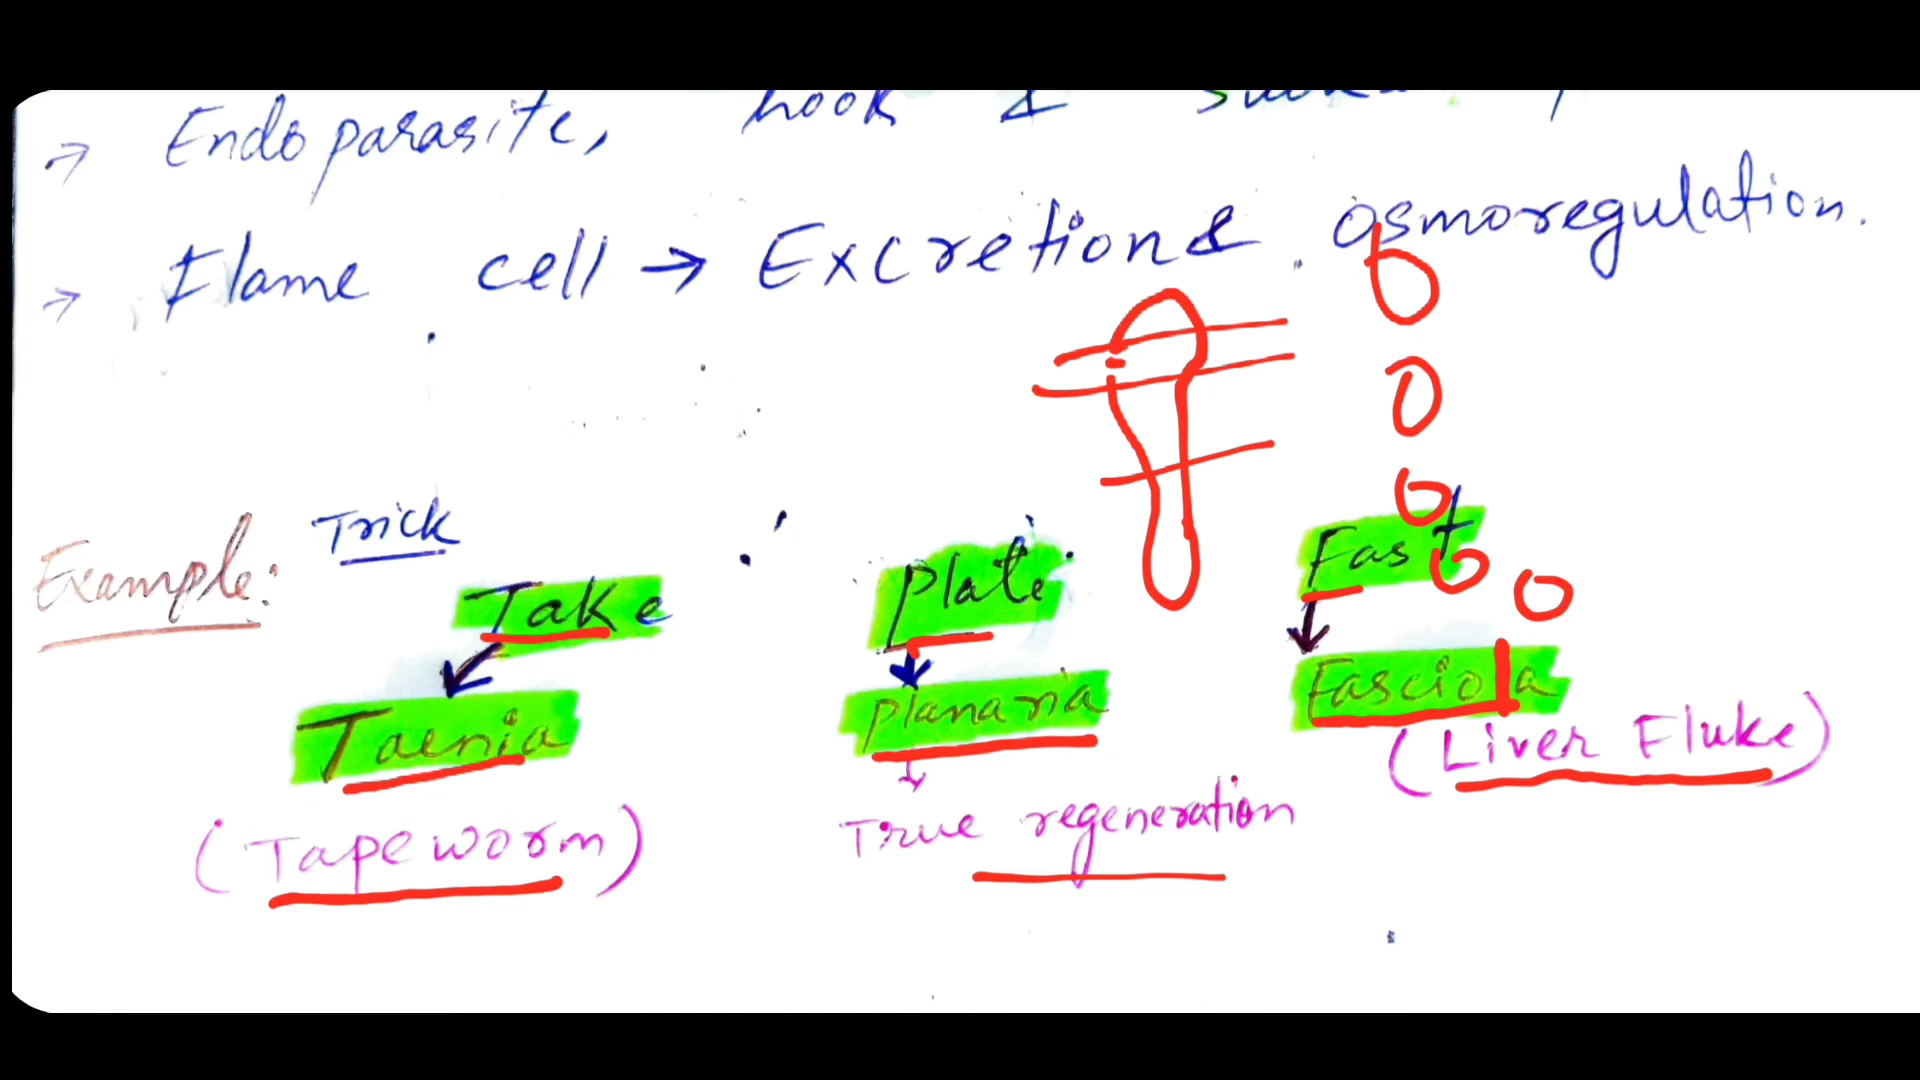 → Endoparasite, hook &
→ Flame cell → Excretion & osmoregulation.
Example: Trick
Take Plate Fast
Taenia Planaria Fasciola
(Tapeworm) True regeneration (Liver Fluke)